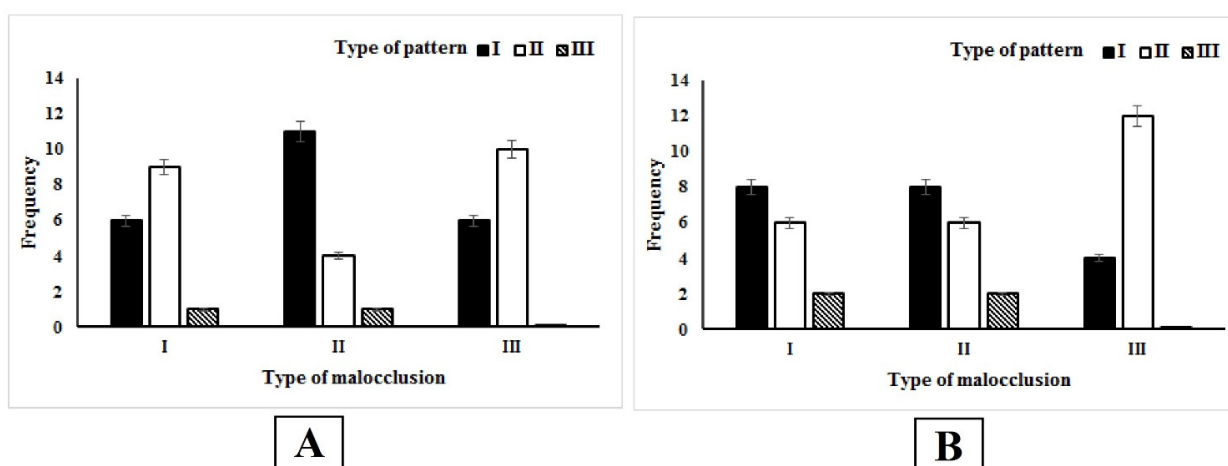 Type of pattern I II III
14
12
10
8
6
4
2
0
Frequency
I II III
Type of malocclusion
A
Type of pattern I II III
14
12
10
8
6
4
2
0
Frequency
I II III
Type of malocclusion
B